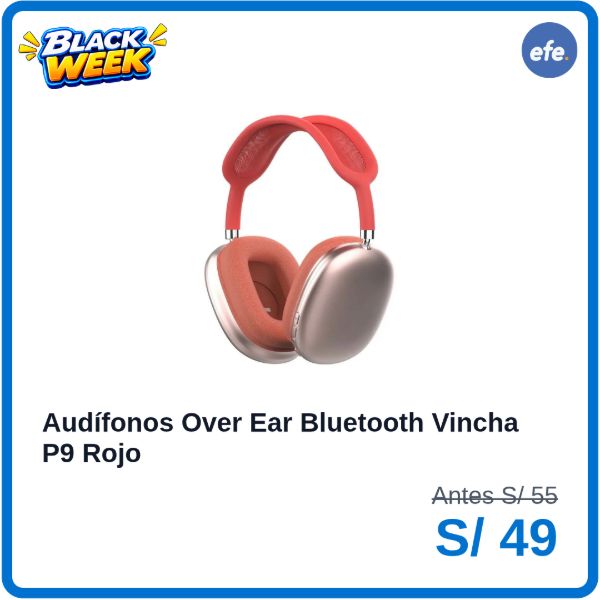 BLACK
WEEK
efe.
Audífonos Over Ear Bluetooth Vincha
P9 Rojo
Antes S/ 55
S/ 49